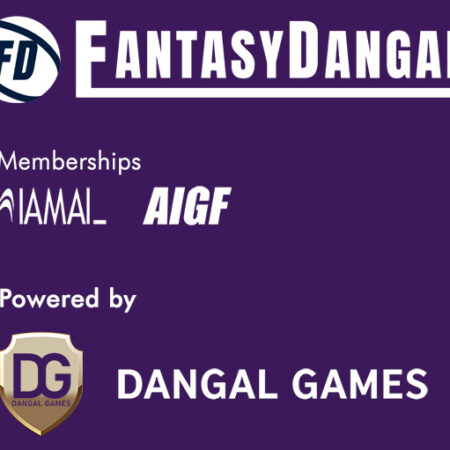 FD FANTASYDANGAL
Memberships
IAMAI AIGF
Powered by
DG
DANGAL GAMES
DANGAL GAMES